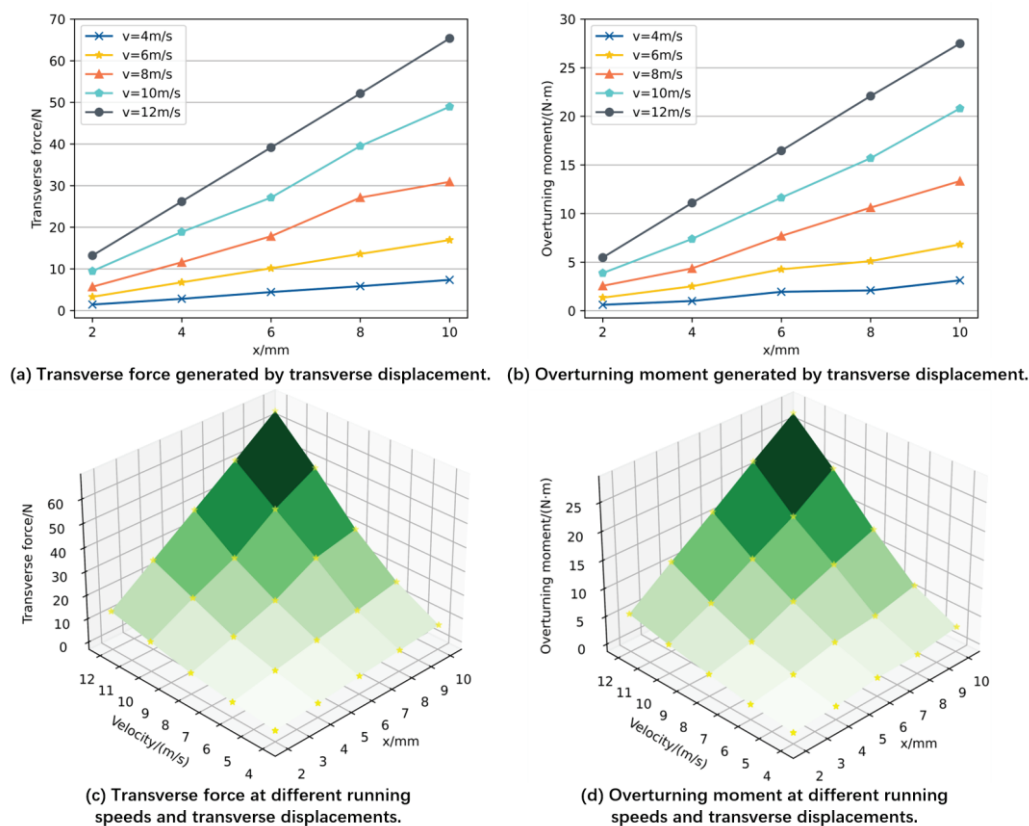 70
60
50
40
30
20
10
0
Transverse force/N
v=4m/s
v=6m/s
v=8m/s
v=10m/s
v=12m/s
2 4 6 8 10
x/mm
(a) Transverse force generated by transverse displacement.
30
25
20
15
10
5
0
Overturning moment/(N·m)
v=4m/s
v=6m/s
v=8m/s
v=10m/s
v=12m/s
2 4 6 8 10
x/mm
(b) Overturning moment generated by transverse displacement.
60
50
40
30
20
10
0
Transverse force/N
12 11 10 9 8 7 6 5 4
Velocity/(m/s)
2 3 4 5 6 7 8 9 10
x/mm
(c) Transverse force at different running
speeds and transverse displacements.
25
20
15
10
5
0
Overturning moment/(N·m)
12 11 10 9 8 7 6 5 4
Velocity/(m/s)
2 3 4 5 6 7 8 9 10
x/mm
(d) Overturning moment at different running
speeds and transverse displacements.